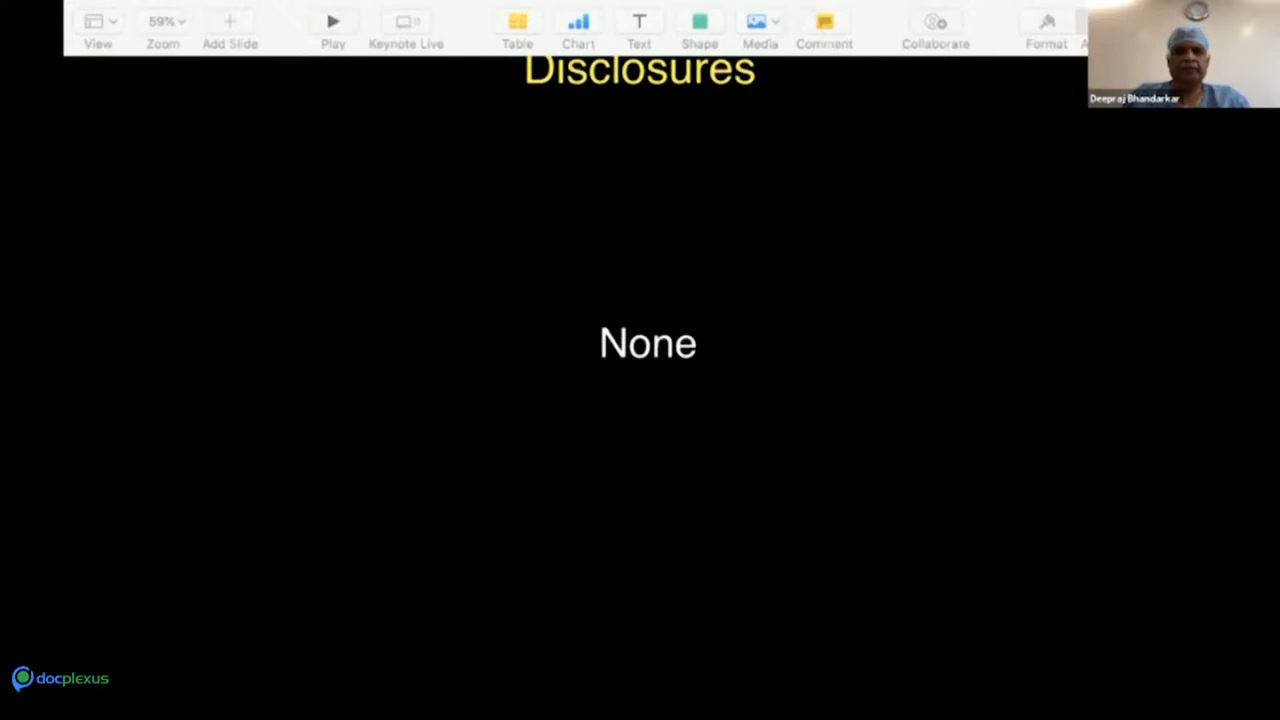 59%
View
Zoom
Add Slide
Play
Keynote Live
Table
Chart
Text
Shape
Media
Comment
Collaborate
Format
Disclosures
Deepraj Bhandarkar
None
docplexus